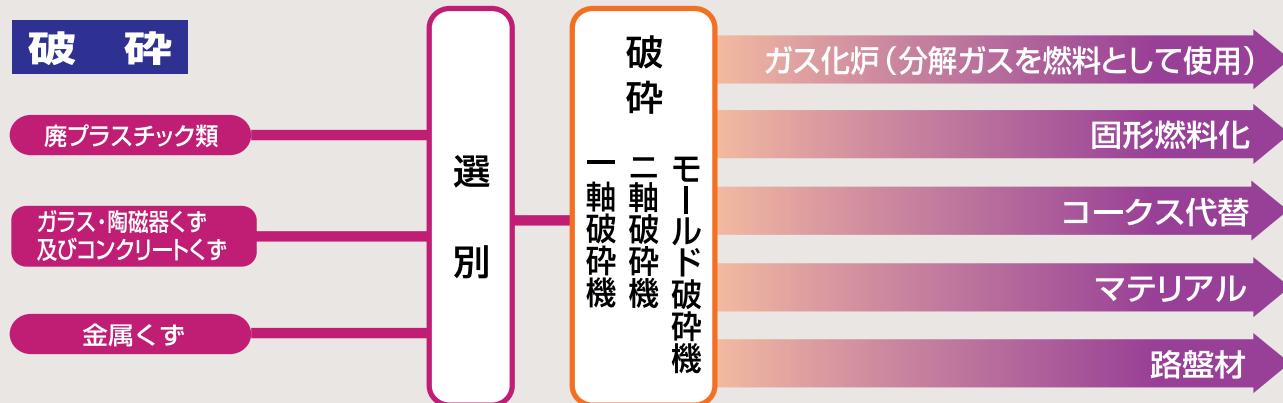 破 砕
廃プラスチック類
ガラス・陶磁器くず
及びコンクリートくず
金属くず
選別
破砕
モールド破砕機
二軸破砕機
一軸破砕機
ガス化炉（分解ガスを燃料として使用）
固形燃料化
コークス代替
マテリアル
路盤材